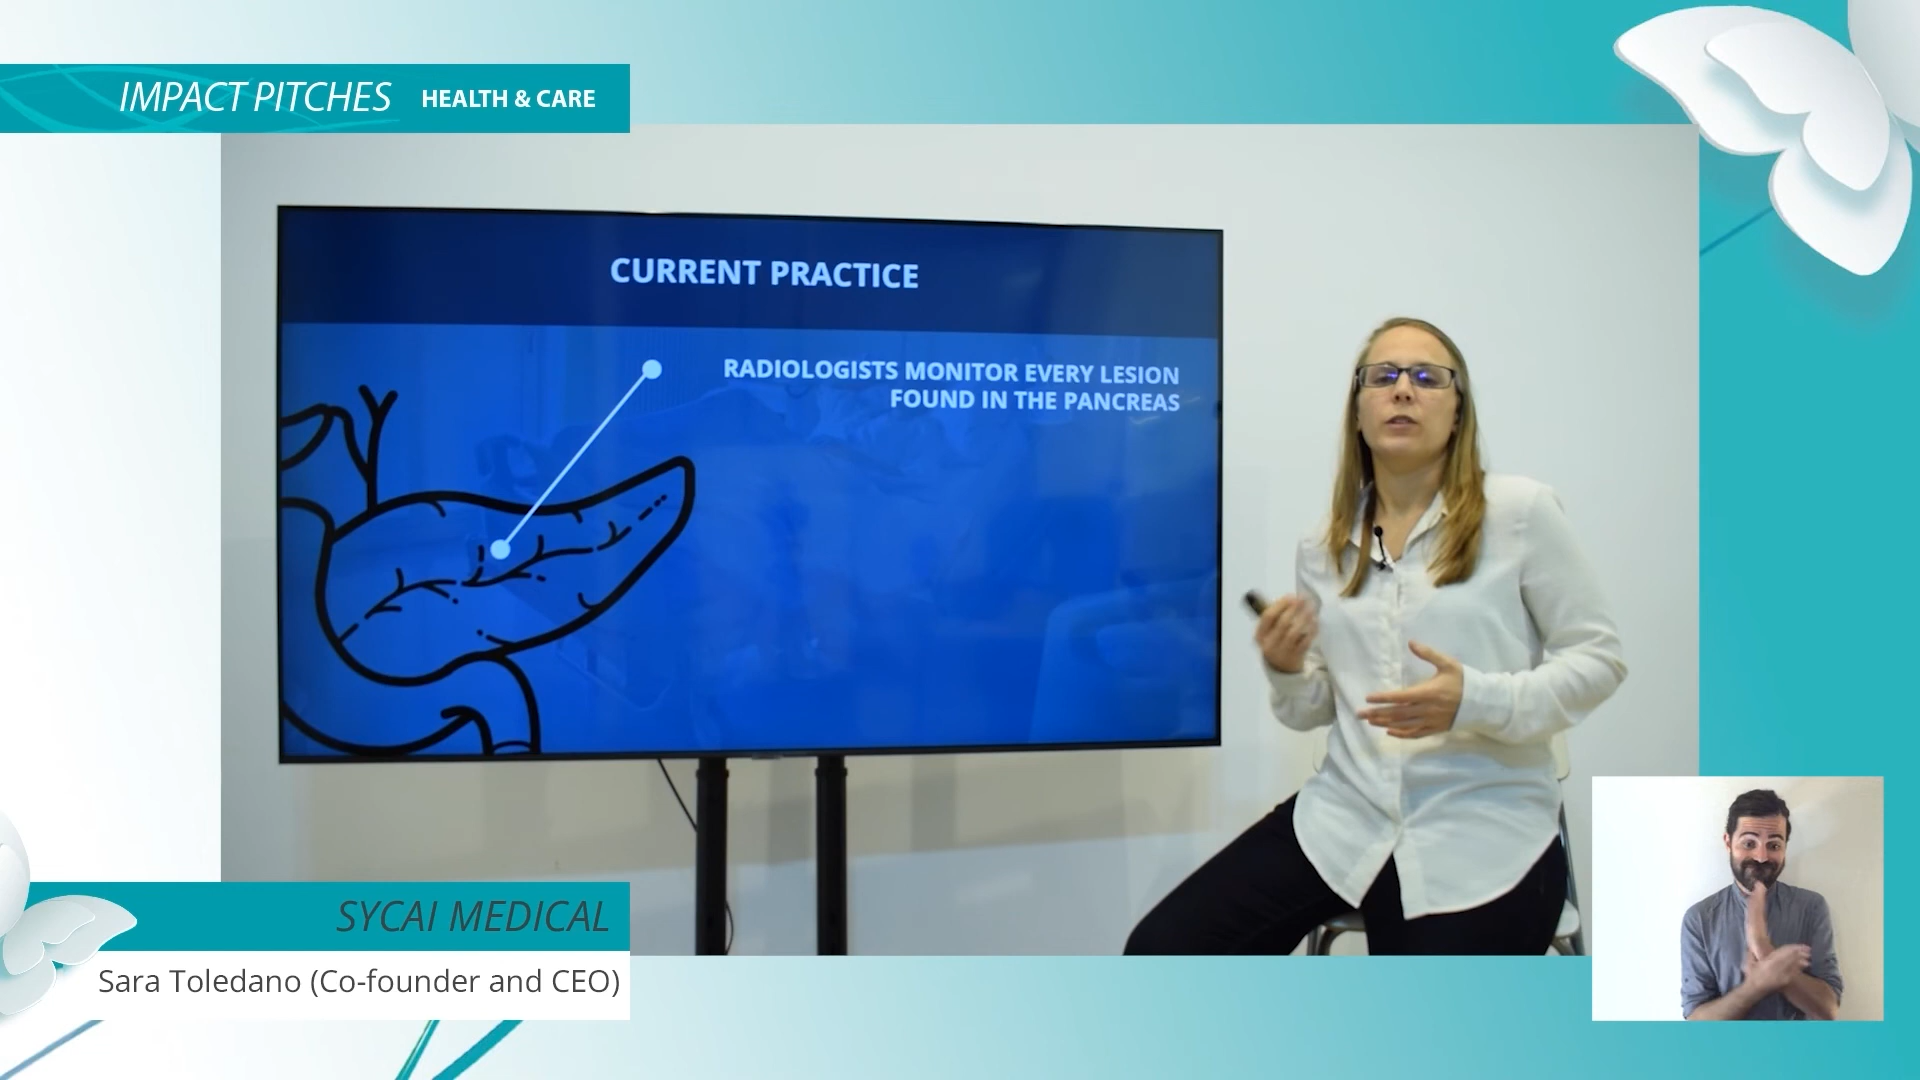 IMPACT PITCHES HEALTH & CARE
CURRENT PRACTICE
RADIOLOGISTS MONITOR EVERY LESION
FOUND IN THE PANCREAS
SYCAI MEDICAL
Sara Toledano (Co-founder and CEO)